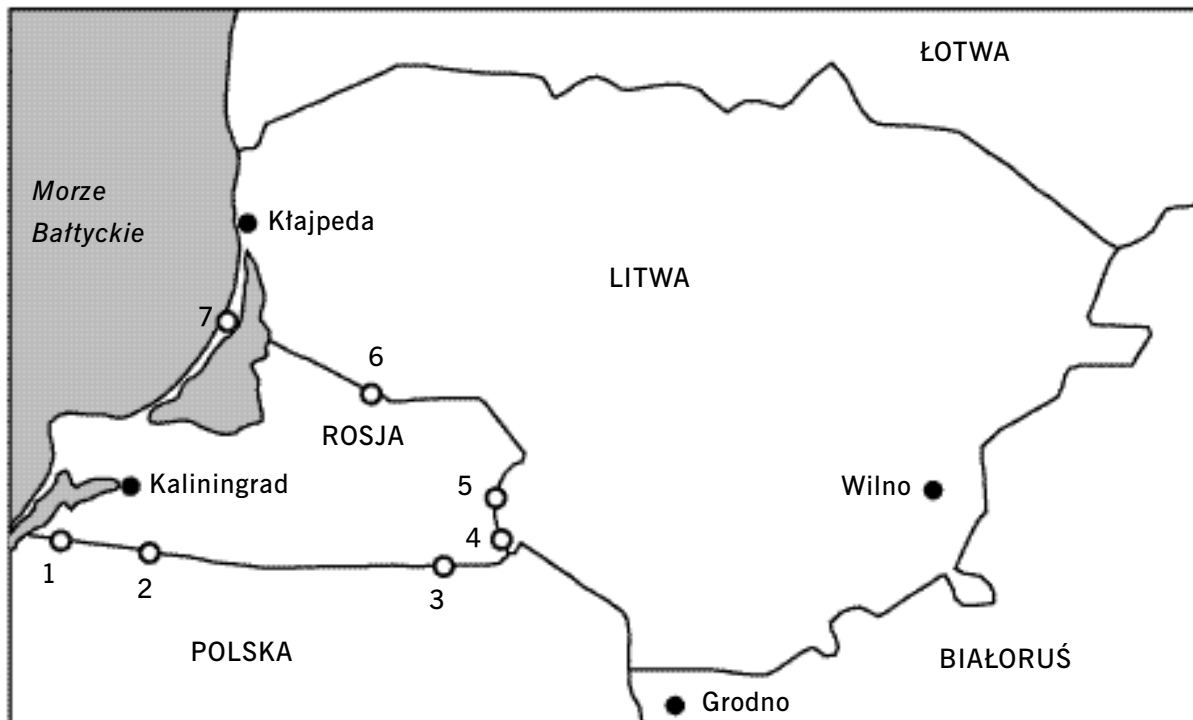 ŁOTWA
Morze
Bałtyckie
Kłajpeda
LITWA
7
6
ROSJA
Kaliningrad
5
Wilno
4
1
2
3
POLSKA
BIAŁORUŚ
Grodno